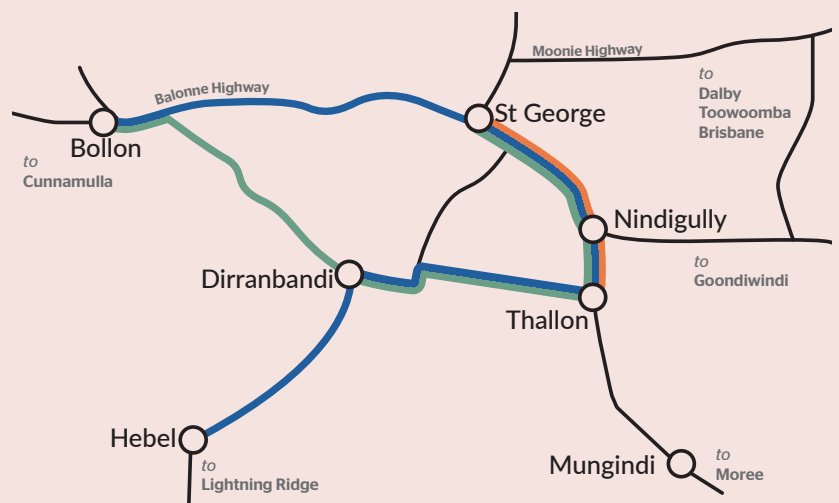 Moonie Highway
to
Dalby
Toowoomba
Brisbane
Balonne Highway
St George
Bollon
to
Cunnamulla
Nindigully
to
Goondiwindi
Dirranbandi
Thallon
Hebel
to
Lightning Ridge
Mungindi
to
Moree